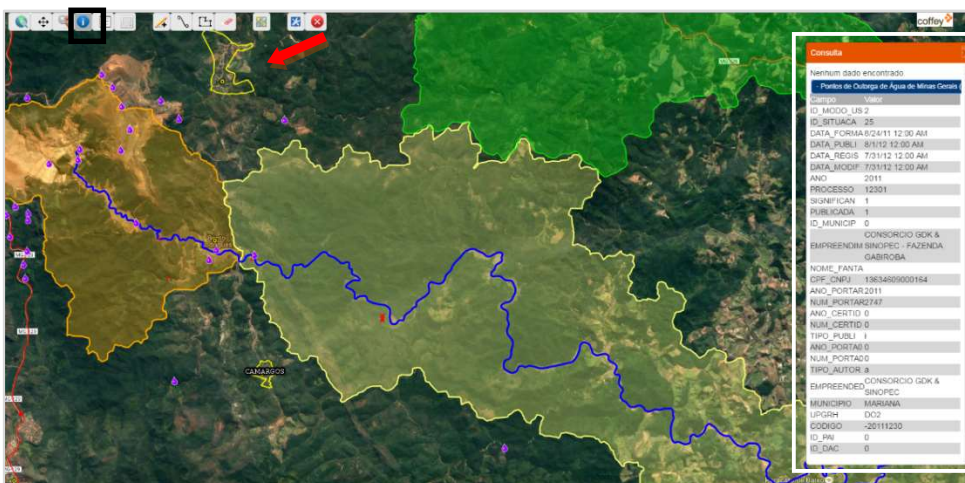 coffey
Consulta
Nenhum dado encontrado
- Pontos de Outorga de Água de Minas Gerais (
Campo Valor
ID_MODO_US 2
ID_SITUACA 25
DATA_FORMA 8/24/11 12:00 AM
DATA_PUBLI 8/1/12 12:00 AM
DATA_REGIS 7/31/12 12:00 AM
DATA_MODIF 7/31/12 12:00 AM
ANO 2011
PROCESSO 12301
SIGNIFICAN 1
PUBLICADA 1
ID_MUNICIP 0
CONSORCIO GDK &
EMPREENDIM SINOPEC - FAZENDA
GABIROBA
NOME_FANTA
CPF_CNPJ 13634609000164
ANO_PORTAR 2011
NUM_PORTAR 2747
ANO_CERTID 0
NUM_CERTID 0
TIPO_PUBLI i
ANO_PORTA0 0
NUM_PORTA0 0
TIPO_AUTOR a
EMPREENDED CONSORCIO GDK &
SINOPEC
MUNICIPIO MARIANA
UPGRH DO2
CODIGO -20111230
ID_PAI 0
ID_DAC 0
CAMARGOS